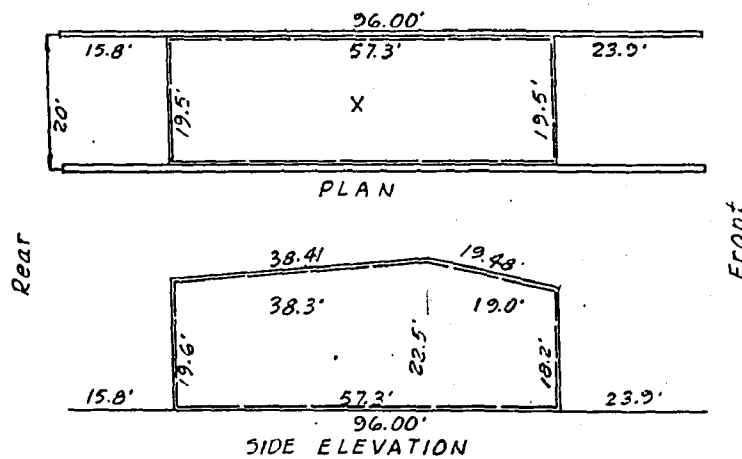 96.00'
15.8' 57.3' 23.9'
20' 19.5' X 19.5'
PLAN
Rear
Front
38.41 19.48'
38.3' 19.0'
19.6' 22.5' 18.2'
15.8' 57.3' 23.9'
96.00'
SIDE ELEVATION